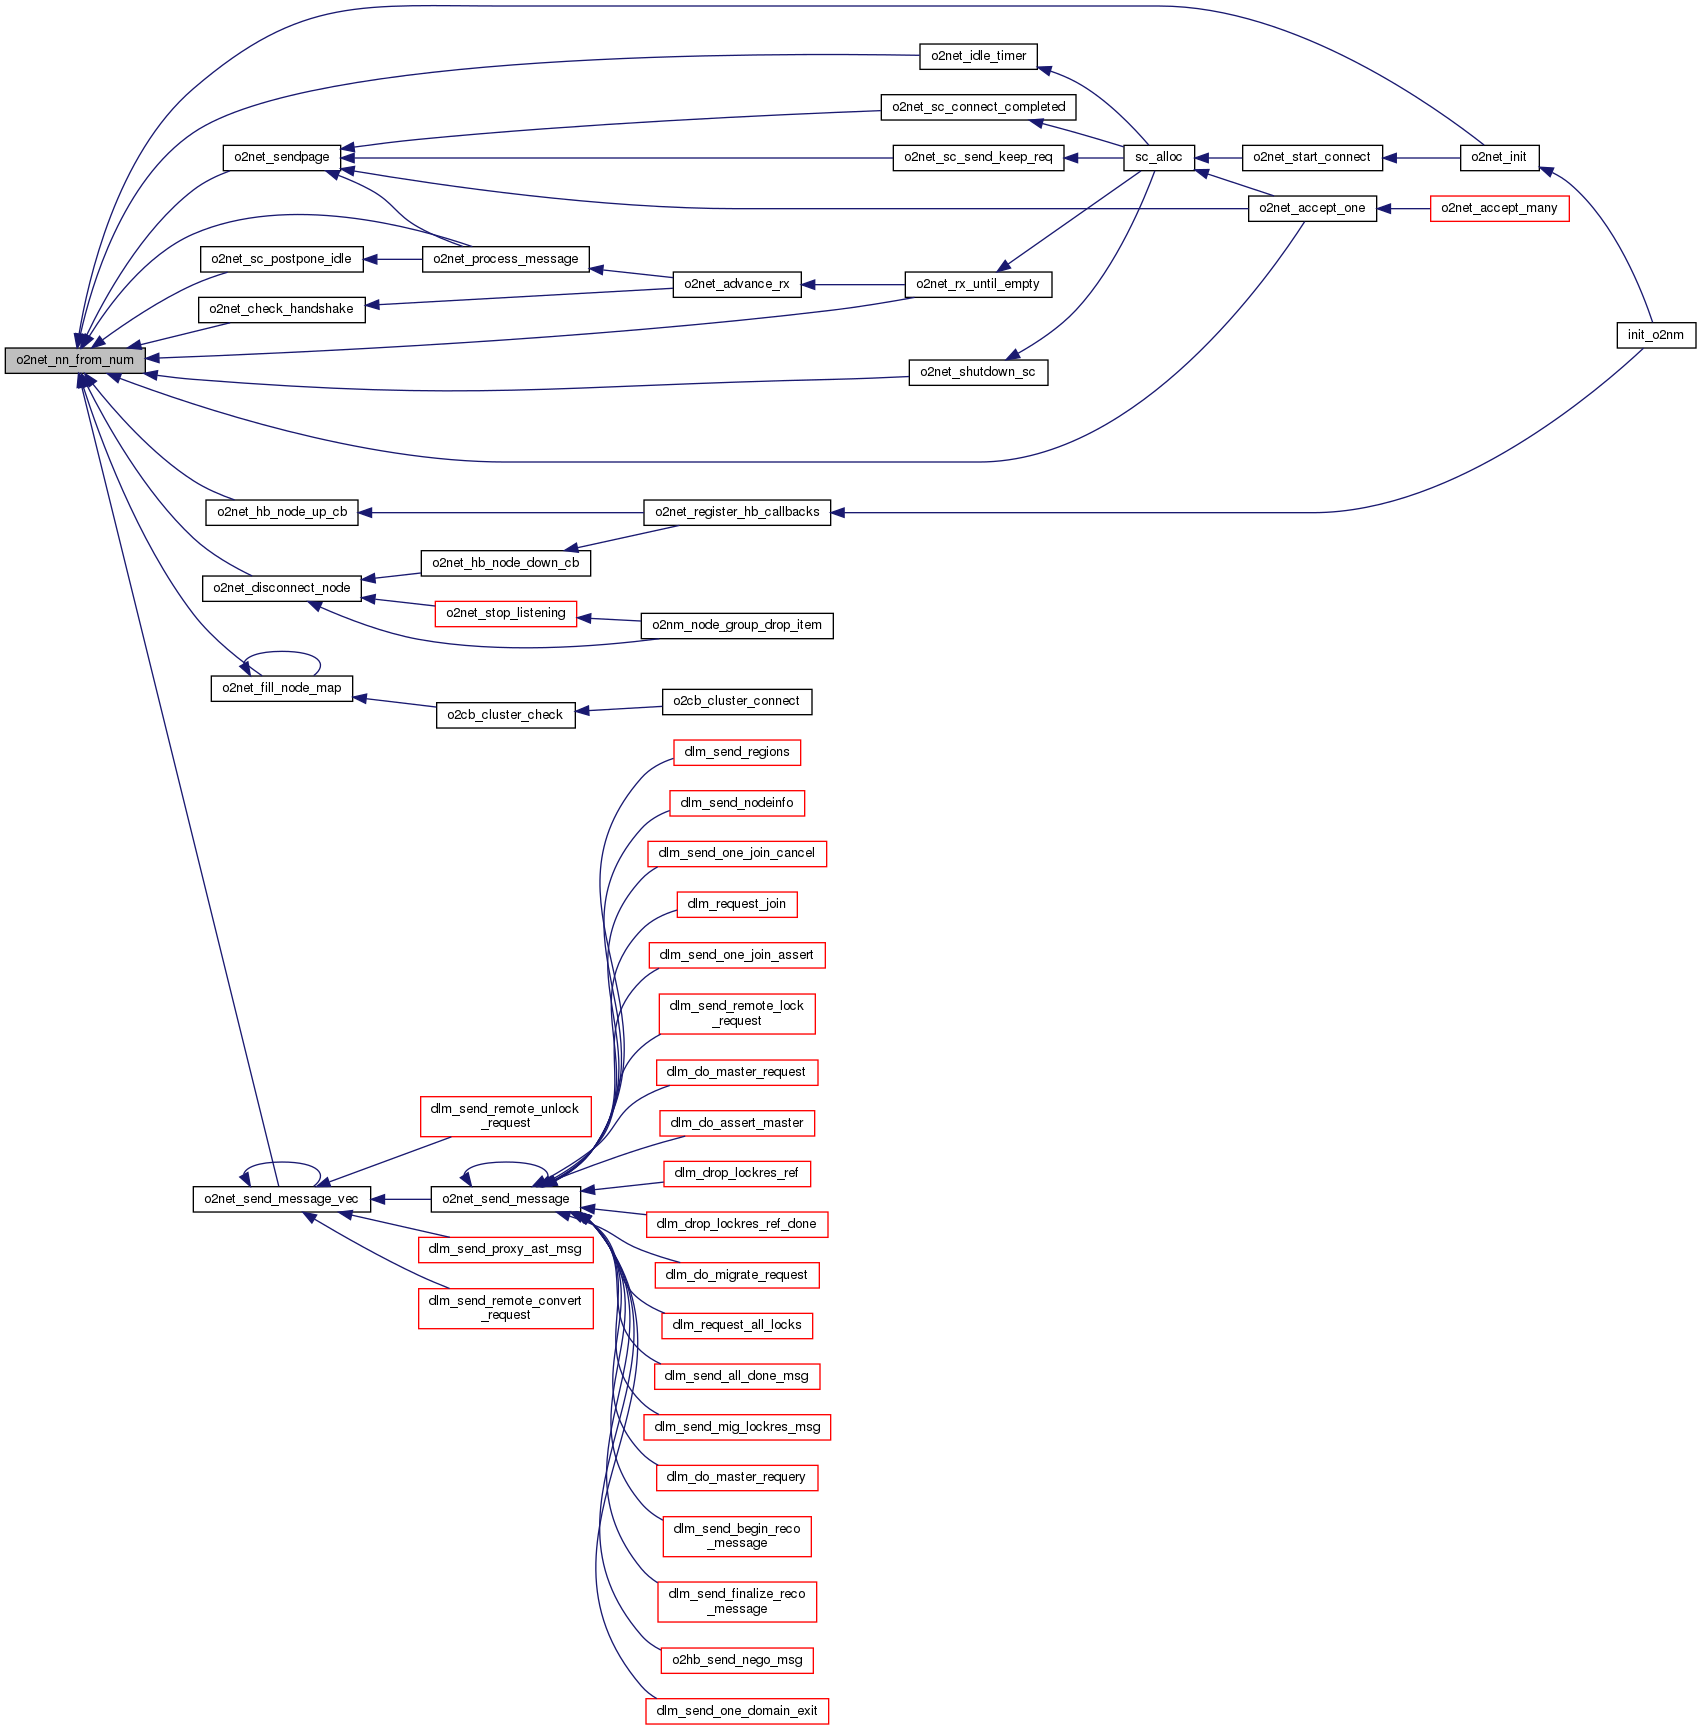 o2net_idle_timer
o2net_sc_connect_completed
o2net_sendpage
o2net_sc_send_keep_req
sc_alloc
o2net_start_connect
o2net_init
o2net_accept_one
o2net_accept_many
o2net_sc_postpone_idle
o2net_process_message
o2net_advance_rx
o2net_rx_until_empty
o2net_check_handshake
init_o2nm
o2net_nn_from_num
o2net_shutdown_sc
o2net_hb_node_up_cb
o2net_register_hb_callbacks
o2net_hb_node_down_cb
o2net_disconnect_node
o2net_stop_listening
o2nm_node_group_drop_item
o2net_fill_node_map
o2cb_cluster_check
o2cb_cluster_connect
dlm_send_regions
dlm_send_nodeinfo
dlm_send_one_join_cancel
dlm_request_join
dlm_send_one_join_assert
dlm_send_remote_lock
_request
dlm_do_master_request
dlm_send_remote_unlock
_request
dlm_do_assert_master
dlm_drop_lockres_ref
o2net_send_message_vec
o2net_send_message
dlm_drop_lockres_ref_done
dlm_send_proxy_ast_msg
dlm_do_migrate_request
dlm_send_remote_convert
_request
dlm_request_all_locks
dlm_send_all_done_msg
dlm_send_mig_lockres_msg
dlm_do_master_requery
dlm_send_begin_reco
_message
dlm_send_finalize_reco
_message
o2hb_send_nego_msg
dlm_send_one_domain_exit